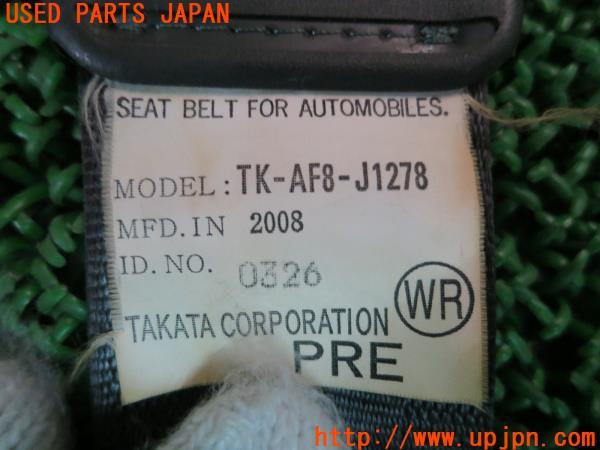 USED PARTS JAPAN
SEAT BELT FOR AUTOMOBILES.
MODEL: TK-AF8-J1278
MFD. IN 2008
ID. NO. 0326
WR
TAKATA CORPORATION
PRE
http://www.upjpn.com/